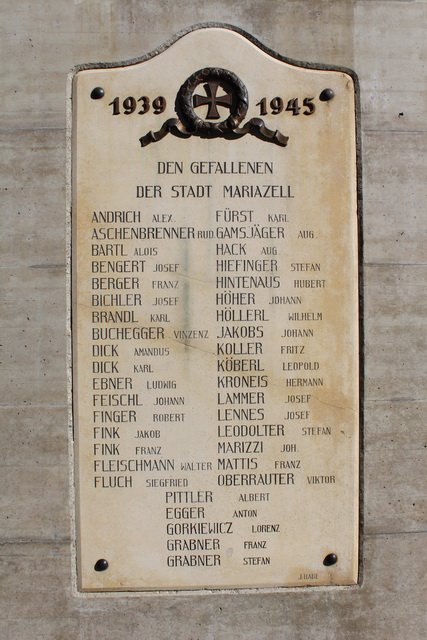 1939 1945
DEN GEFALLENEN
DER STADT MARIAZELL
ANDRICH ALEX.
ASCHENBRENNER RUD.
BARTL ALOIS
BENGERT JOSEF
BERGER FRANZ
BICHLER JOSEF
BRANDL KARL
BUCHEGGER VINZENZ
DICK AMANDUS
DICK KARL
EBNER LUDWIG
FEISCHL JOHANN
FINGER ROBERT
FINK JAKOB
FINK FRANZ
FLEISCHMANN WALTER
FLUCH SIEGFRIED
FÜRST KARL
GAMSJÄGER AUG.
HACK AUG
HIEFINGER STEFAN
HINTENAUS HUBERT
HÖHER JOHANN
HÖLLERL WILHELM
JAKOBS JOHANN
KOLLER FRITZ
KÖBERL LEOPOLD
KRONEIS HERMANN
LAMMER JOSEF
LENNES JOSEF
LEODOLTER STEFAN
MARIZZI JOH.
MATTIS FRANZ
OBERRAUTER VIKTOR
PITTLER ALBERT
EGGER ANTON
GORKIEWICZ LORENZ
GRABNER FRANZ
GRABNER STEFAN